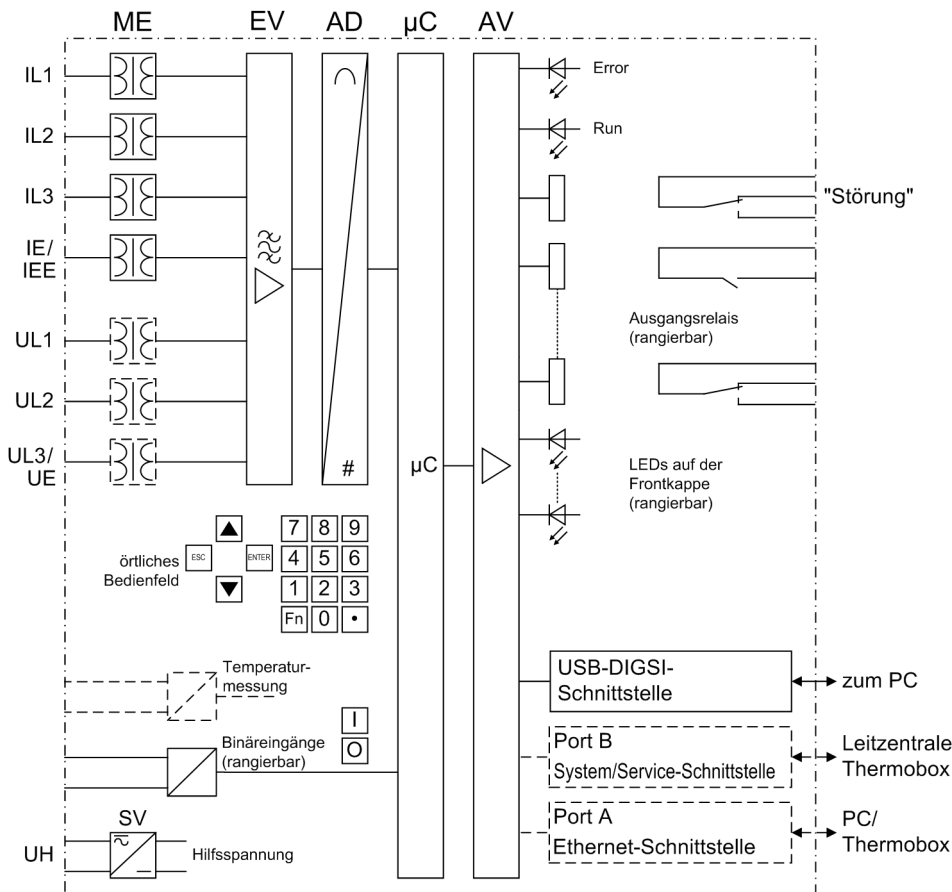 ME EV AD µC AV
IL1
IL2
IL3
IE/
IEE
UL1
UL2
UL3/
UE
#
µC
Error
Run
"Störung"
Ausgangsrelais
(rangierbar)
LEDs auf der
Frontkappe
(rangierbar)
örtliches
Bedienfeld
ESC
ENTER
7 8 9
4 5 6
1 2 3
Fn 0 •
Temperatur-
messung
I
O
Binäreingänge
(rangierbar)
SV
UH
Hilfsspannung
USB-DIGSI-
Schnittstelle
zum PC
Port B
System/Service-Schnittstelle
Leitzentrale
Thermobox
Port A
Ethernet-Schnittstelle
PC/
Thermobox